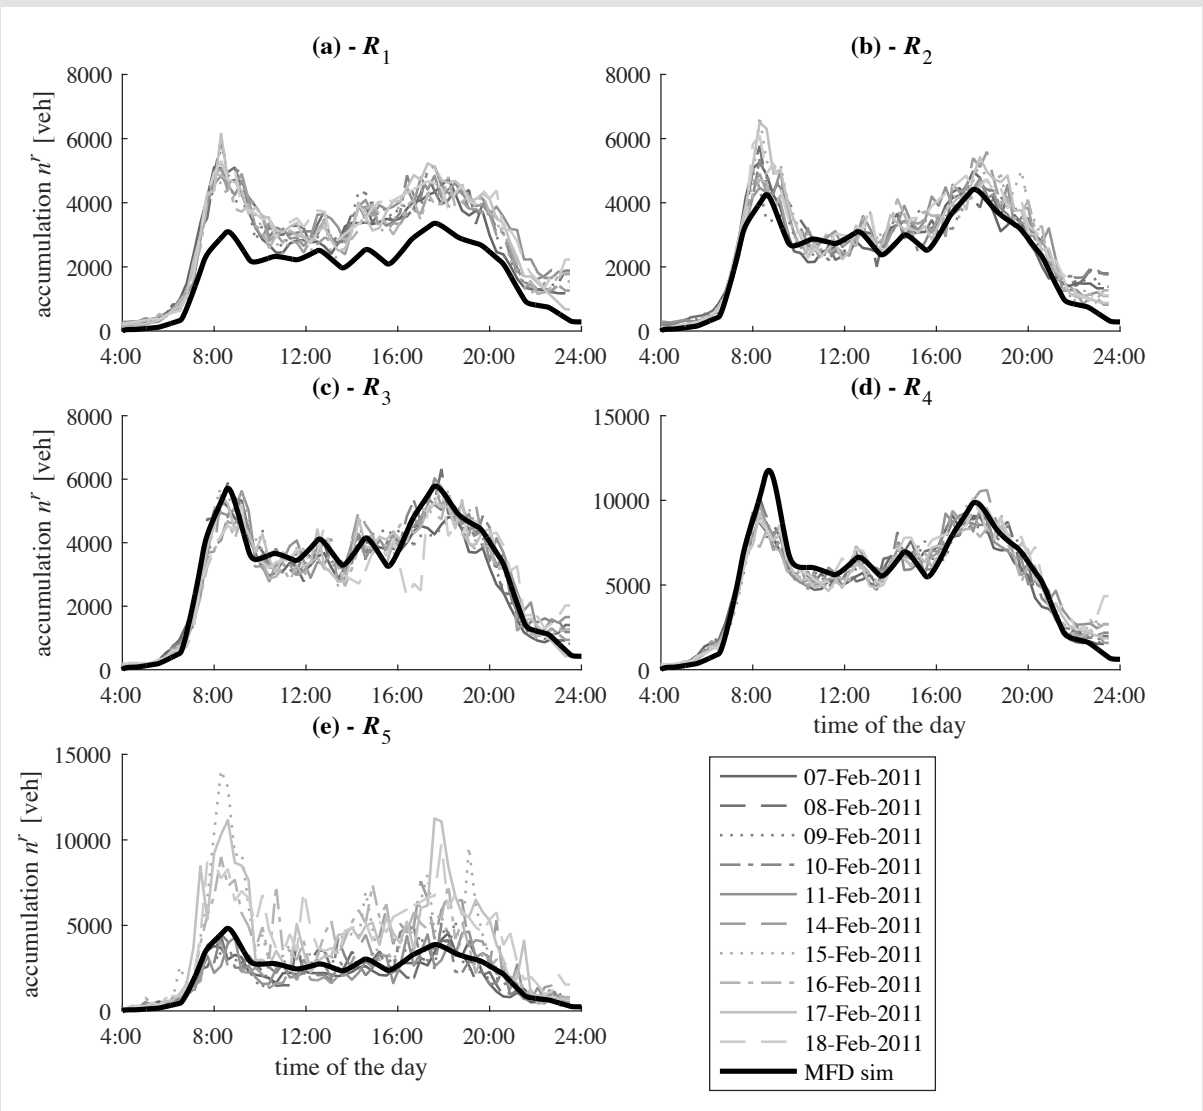 (a) - R1
accumulation n^r [veh]
8000
6000
4000
2000
0
4:00 8:00 12:00 16:00 20:00 24:00
(b) - R2
8000
6000
4000
2000
0
4:00 8:00 12:00 16:00 20:00 24:00
(c) - R3
accumulation n^r [veh]
8000
6000
4000
2000
0
4:00 8:00 12:00 16:00 20:00 24:00
(d) - R4
15000
10000
5000
0
4:00 8:00 12:00 16:00 20:00 24:00
time of the day
(e) - R5
accumulation n^r [veh]
15000
10000
5000
0
4:00 8:00 12:00 16:00 20:00 24:00
time of the day
07-Feb-2011
08-Feb-2011
09-Feb-2011
10-Feb-2011
11-Feb-2011
14-Feb-2011
15-Feb-2011
16-Feb-2011
17-Feb-2011
18-Feb-2011
MFD sim